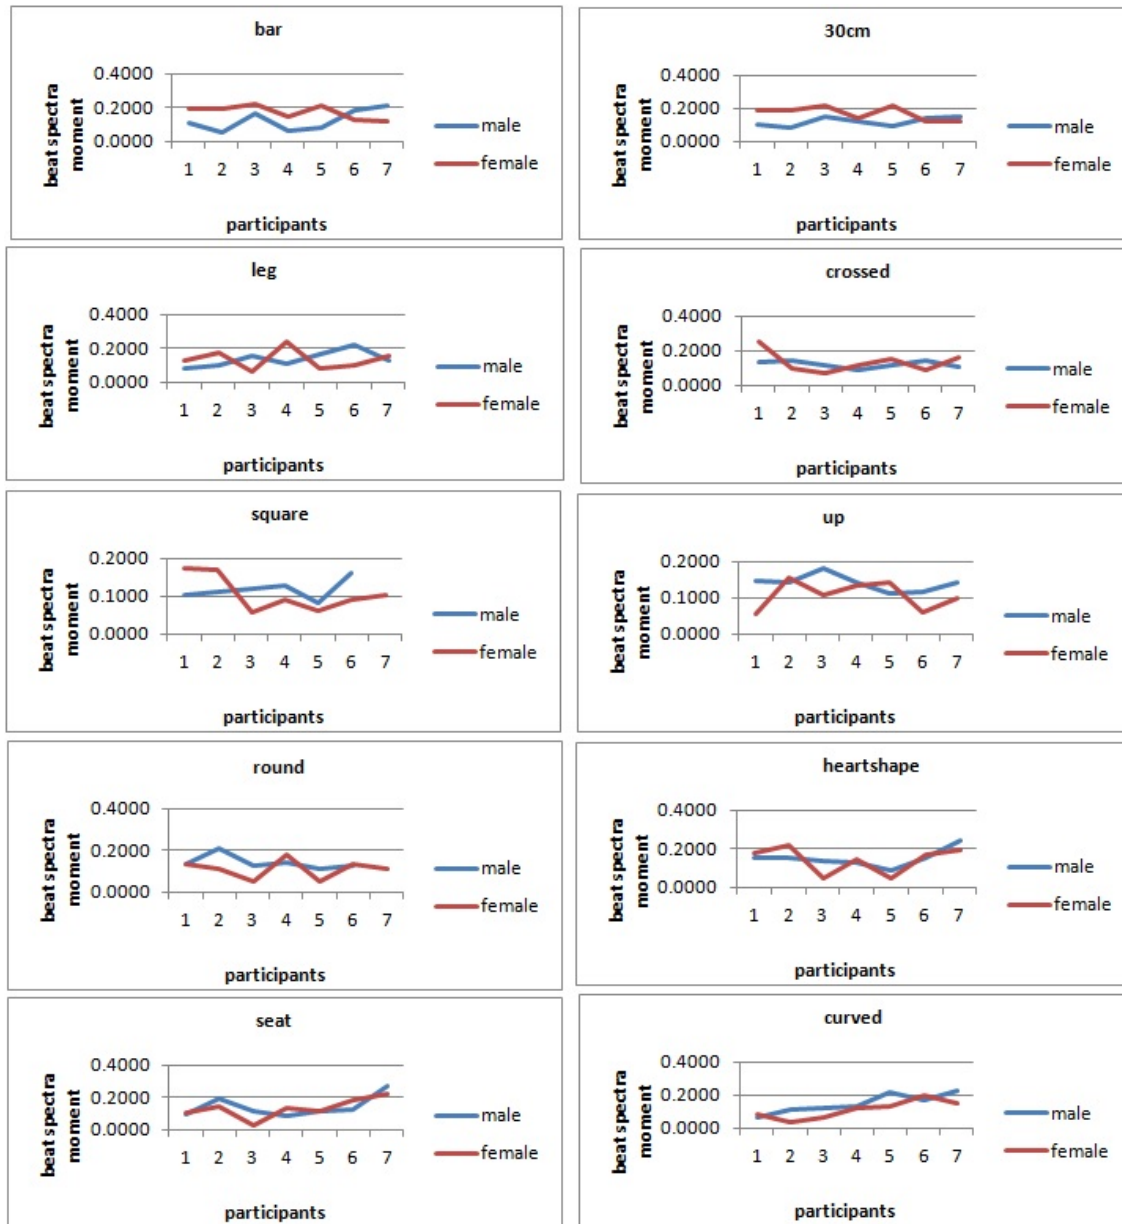 bar
0.4000
0.2000
0.0000
beat spectra
moment
1 2 3 4 5 6 7
participants
male
female
30cm
0.4000
0.2000
0.0000
beat spectra
moment
1 2 3 4 5 6 7
participants
male
female
leg
0.4000
0.2000
0.0000
beat spectra
moment
1 2 3 4 5 6 7
participants
male
female
crossed
0.4000
0.2000
0.0000
beat spectra
moment
1 2 3 4 5 6 7
participants
male
female
square
0.2000
0.1000
0.0000
beat spectra
moment
1 2 3 4 5 6 7
participants
male
female
up
0.2000
0.1000
0.0000
beat spectra
moment
1 2 3 4 5 6 7
participants
male
female
round
0.4000
0.2000
0.0000
beat spectra
moment
1 2 3 4 5 6 7
participants
male
female
heartshape
0.4000
0.2000
0.0000
beat spectra
moment
1 2 3 4 5 6 7
participants
male
female
seat
0.4000
0.2000
0.0000
beat spectra
moment
1 2 3 4 5 6 7
participants
male
female
curved
0.4000
0.2000
0.0000
beat spectra
moment
1 2 3 4 5 6 7
participants
male
female